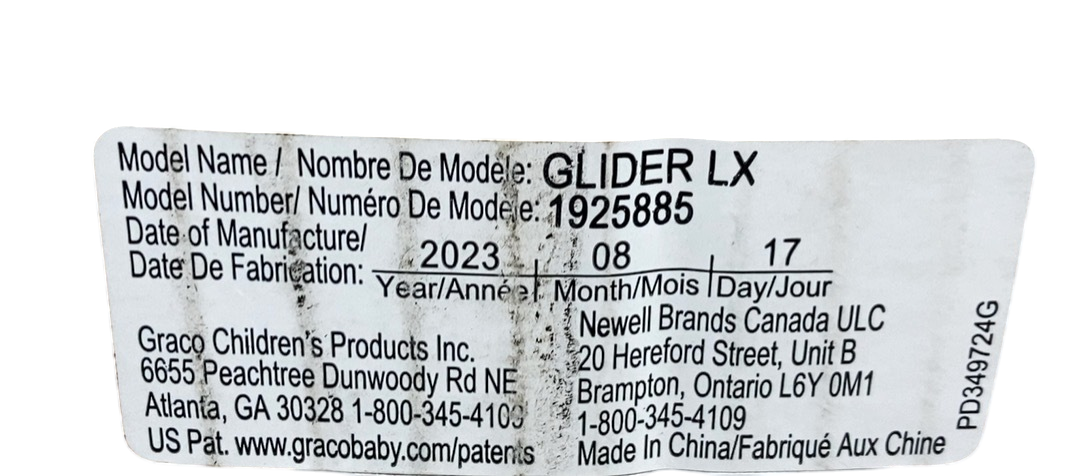 Model Name / Nombre De Modèle: GLIDER LX
Model Number/ Numéro De Modèle: 1925885
Date of Manufacture/
Date De Fabrication:
2023 08 17
Year/Année Month/Mois Day/Jour
Graco Children's Products Inc.
6655 Peachtree Dunwoody Rd NE
Atlanta, GA 30328 1-800-345-4109
US Pat. www.gracobaby.com/patents
Newell Brands Canada ULC
20 Hereford Street, Unit B
Brampton, Ontario L6Y 0M1
1-800-345-4109
Made In China/Fabriqué Aux Chine
PD349724G